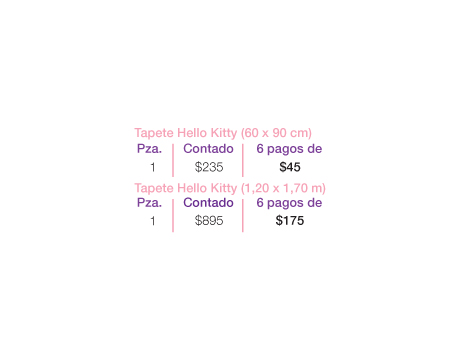 Tapete Hello Kitty (60 x 90 cm)
Pza. Contado 6 pagos de
1 $235 $45
Tapete Hello Kitty (1,20 x 1,70 m)
Pza. Contado 6 pagos de
1 $895 $175